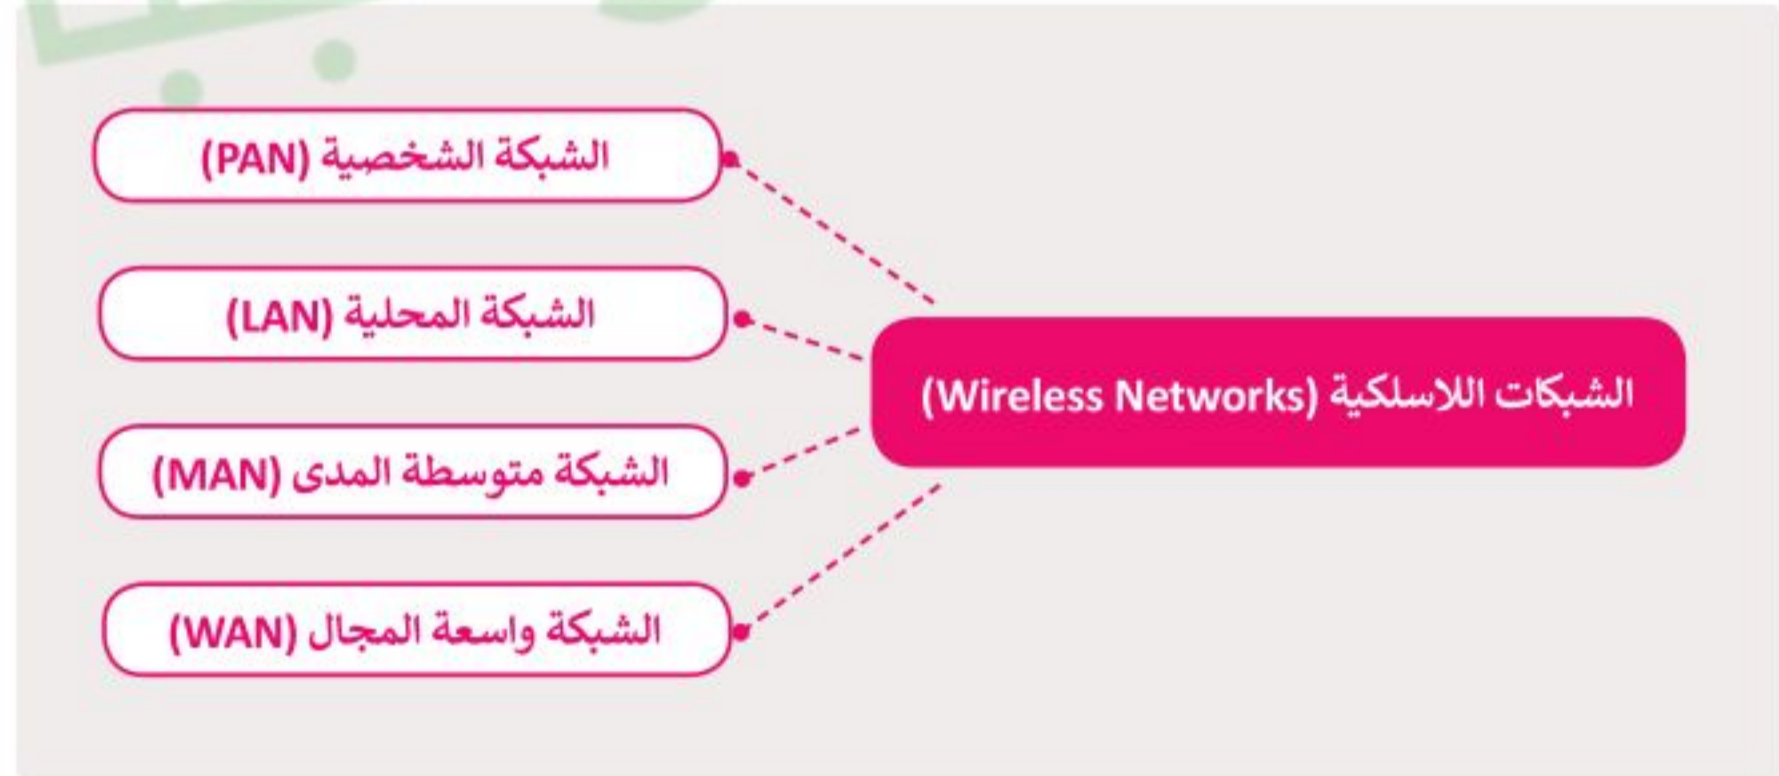 الشبكات اللاسلكية (Wireless Networks)
الشبكة الشخصية (PAN)
الشبكة المحلية (LAN)
الشبكة متوسطة المدى (MAN)
الشبكة واسعة المجال (WAN)